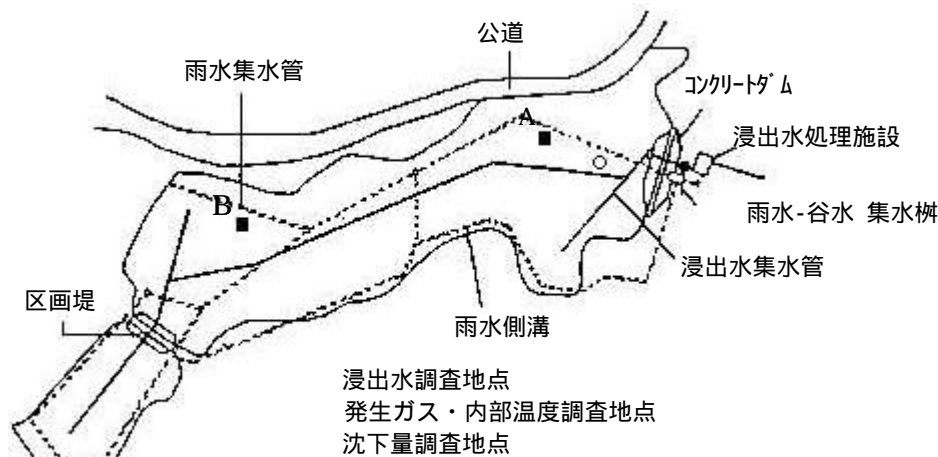 公道
雨水集水管
コンクリートダム
A
浸出水処理施設
B
雨水-谷水 集水桝
浸出水集水管
区画堤
雨水側溝
浸出水調査地点
発生ガス・内部温度調査地点
沈下量調査地点